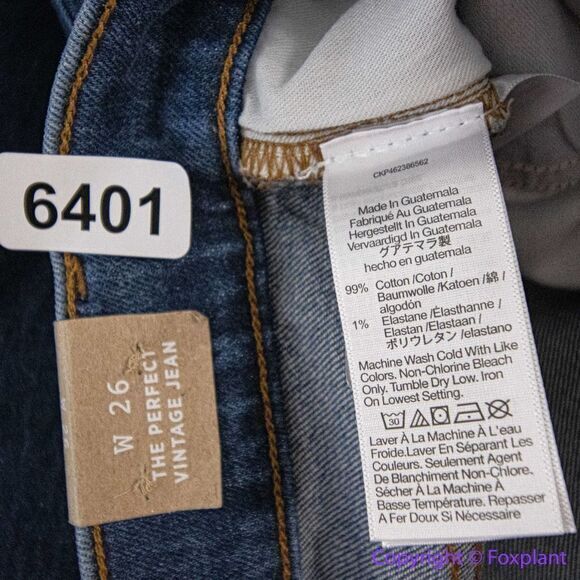 6401
W 26
THE PERFECT
VINTAGE JEAN
CKP462306562
Made In Guatemala
Fabriqué Au Guatemala
Hergestellt In Guatemala
Vervaardigd In Guatemala
グアテマラ製
hecho en guatemala
99% Cotton /Coton /
Baumwolle /Katoen /綿 /
algodón
1% Elastane /Élasthanne /
Elastan /Elastaan /
ポリウレタン /elastano
Machine Wash Cold With Like
Colors. Non-Chlorine Bleach
Only. Tumble Dry Low. Iron
On Lowest Setting.
30
Laver À La Machine À L'Eau
Froide.Laver En Séparant Les
Couleurs. Seulement Agent
De Blanchiment Non-Chlore.
Sécher À La Machine À
Basse Température. Repasser
A Fer Doux Si Nécessaire
Copyright © Foxplant